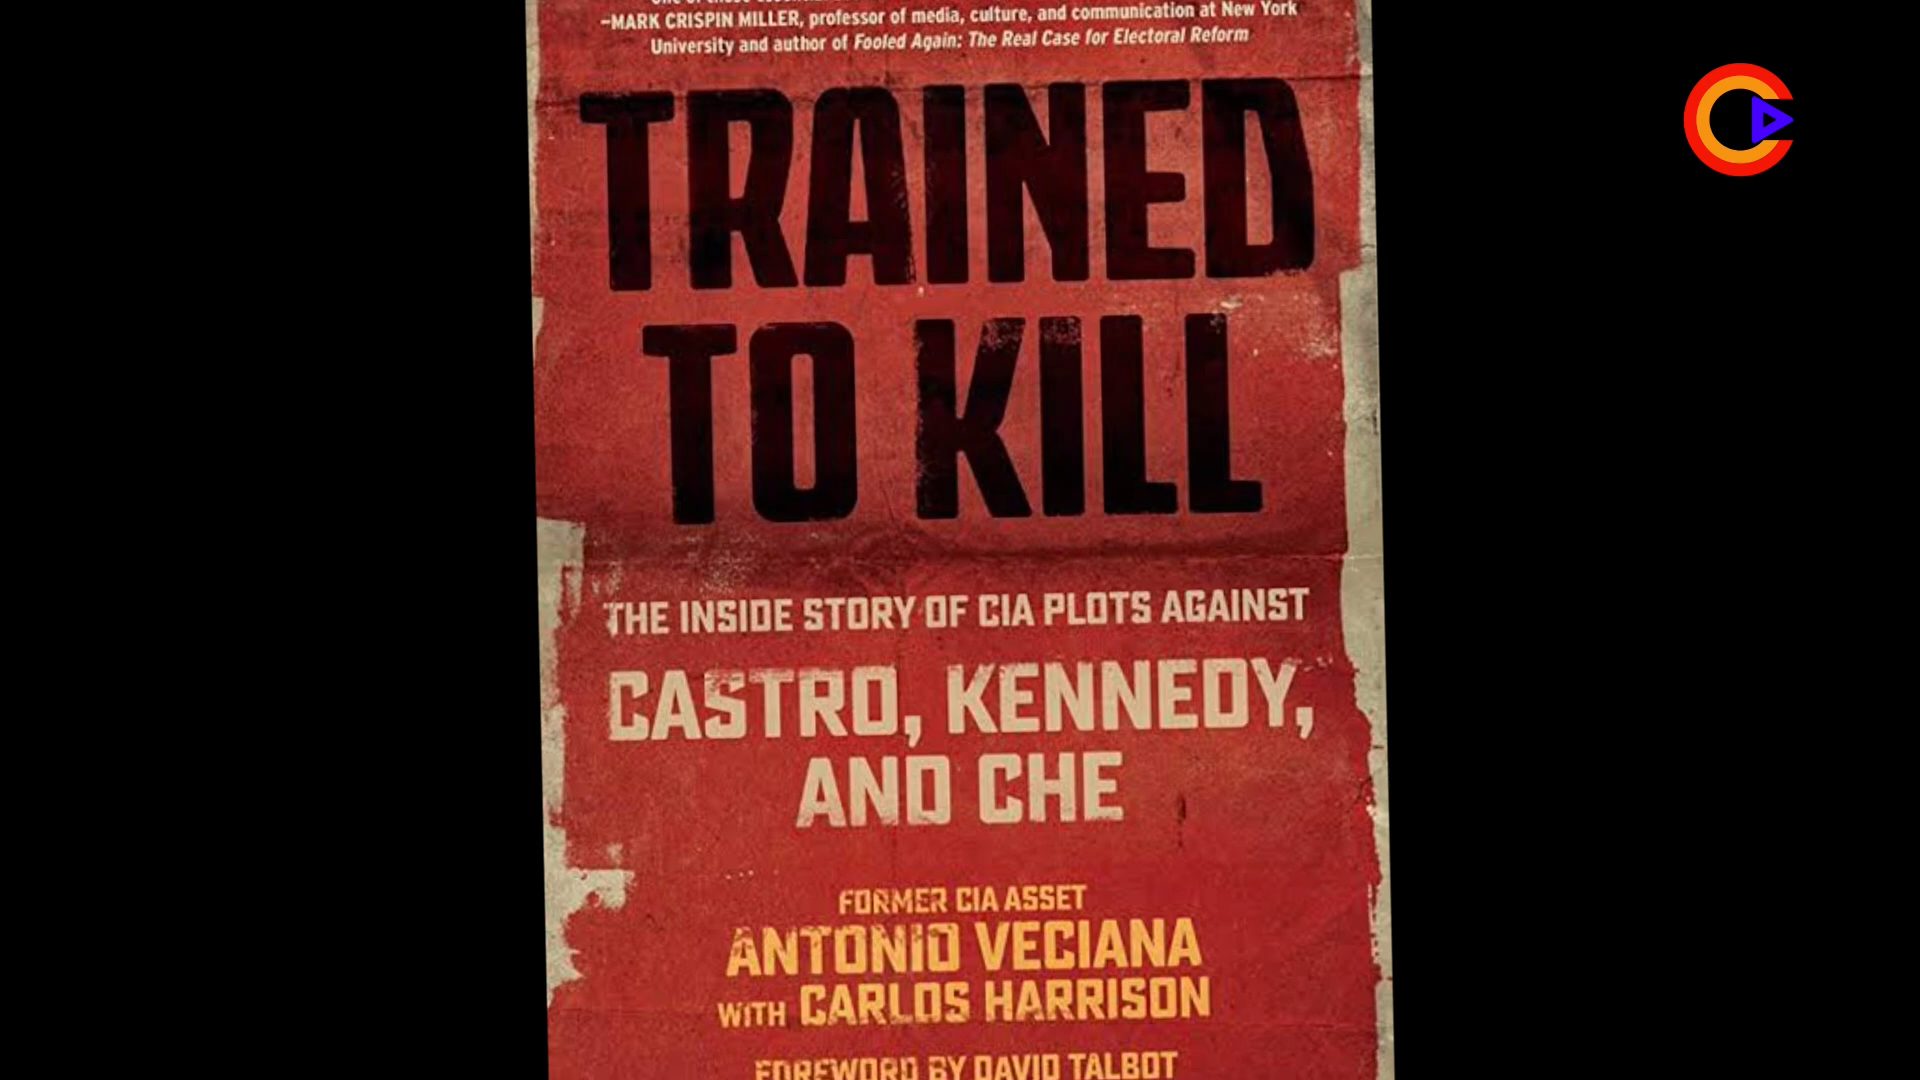 –MARK CRISPIN MILLER, professor of media, culture, and communication at New York
University and author of Fooled Again: The Real Case for Electoral Reform
TRAINED
TO KILL
THE INSIDE STORY OF CIA PLOTS AGAINST
CASTRO, KENNEDY,
AND CHE
FORMER CIA ASSET
ANTONIO VECIANA
WITH CARLOS HARRISON
FOREWORD BY DAVID TALBOT